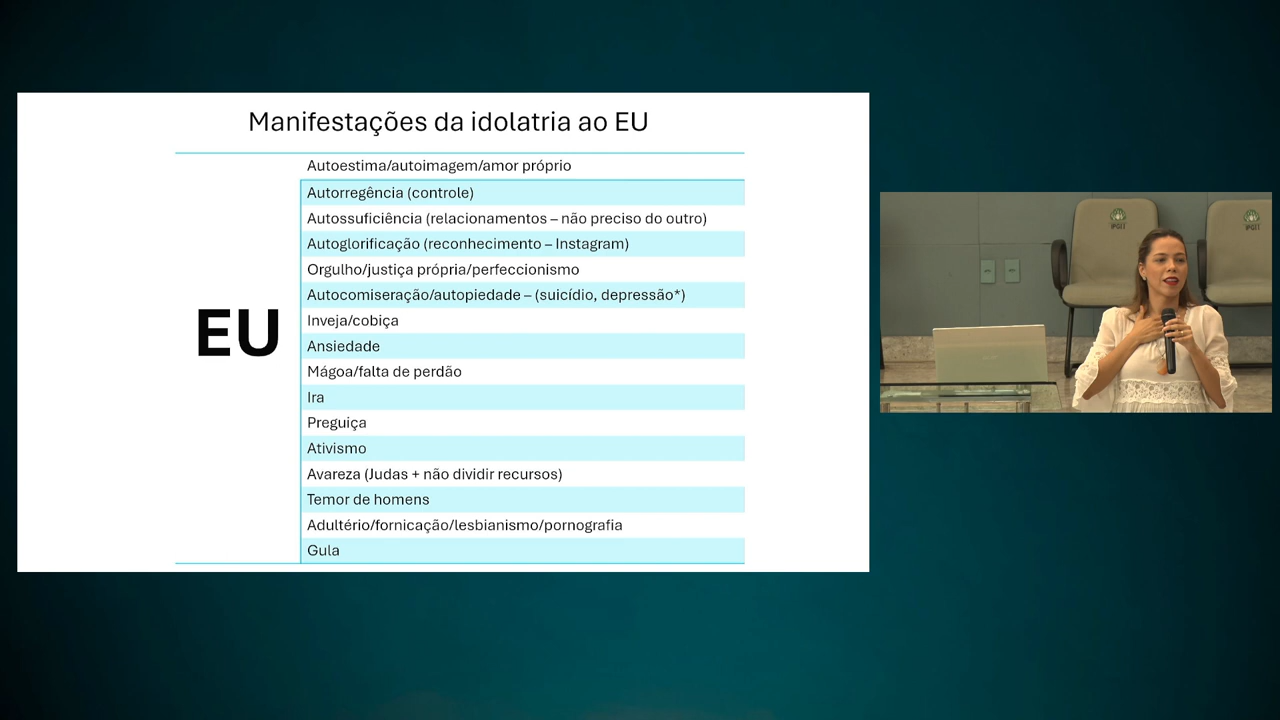 Manifestações da idolatria ao EU
EU
Autoestima/autoimagem/amor próprio
Autorregência (controle)
Autossuficiência (relacionamentos – não preciso do outro)
Autoglorificação (reconhecimento – Instagram)
Orgulho/justiça própria/perfeccionismo
Autocomiseração/autopiedade – (suicídio, depressão*)
Inveja/cobiça
Ansiedade
Mágoa/falta de perdão
Ira
Preguiça
Ativismo
Avareza (Judas + não dividir recursos)
Temor de homens
Adultério/fornicação/lesbianismo/pornografia
Gula